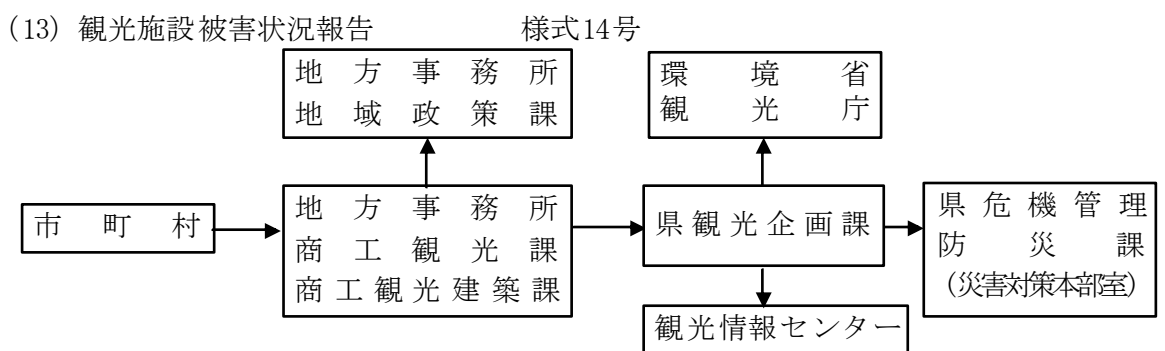 (13) 観光施設被害状況報告 様式14号
地方事務所
地域政策課
環境省
観光庁
市町村
地方事務所
商工観光課
商工観光建築課
県観光企画課
県危機管理
防災課
(災害対策本部室)
観光情報センター